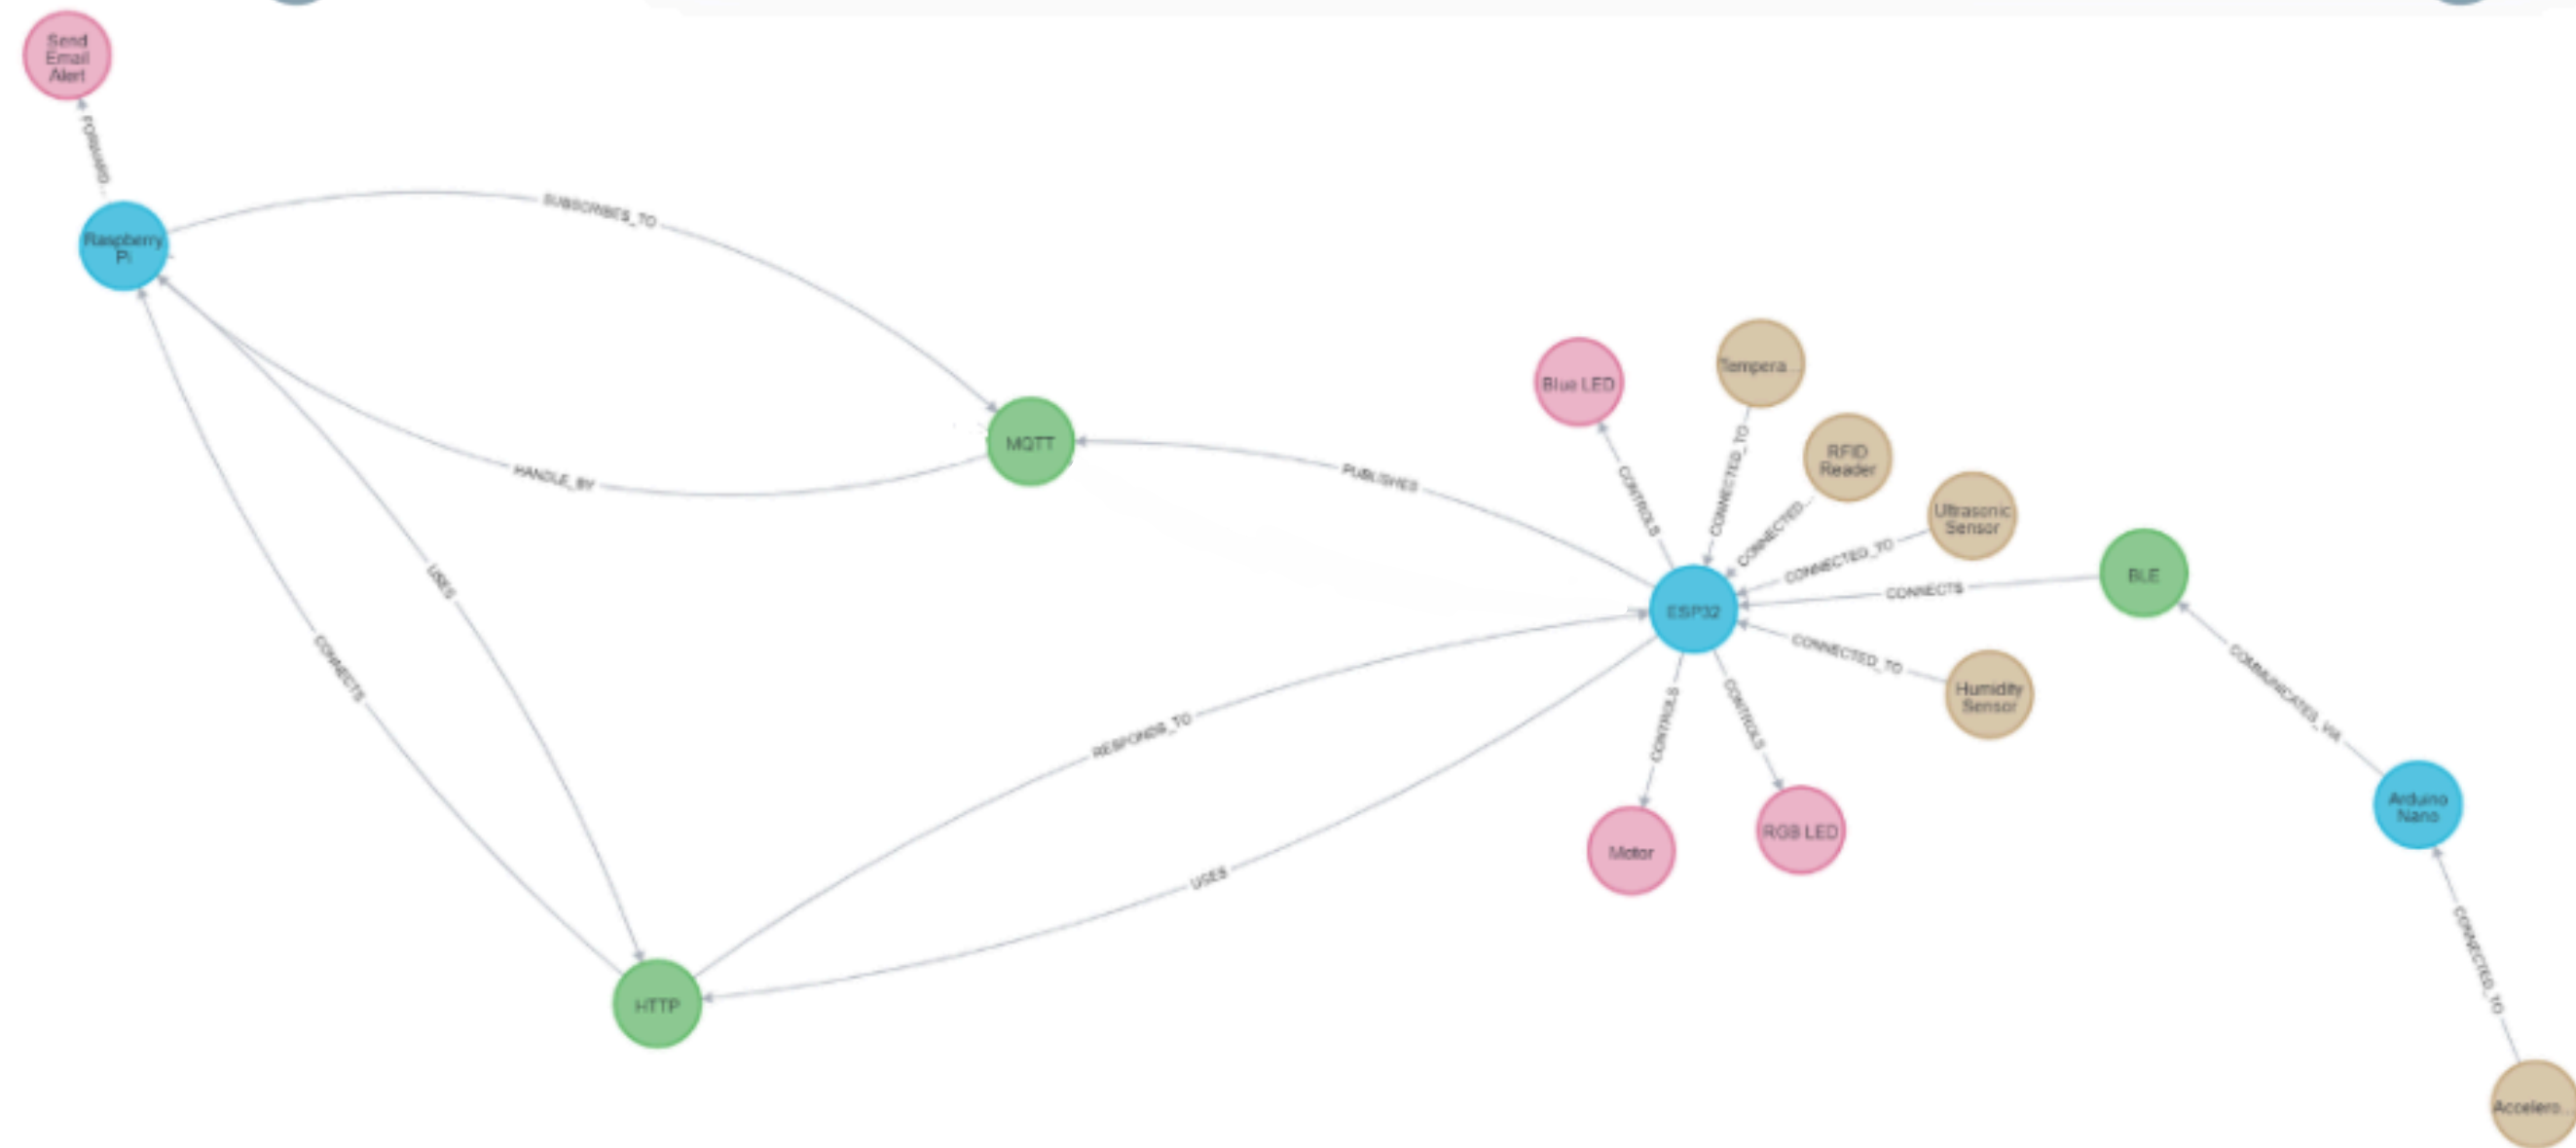 Send
Email
Alert
FORWARD...
Raspberry
Pi
SUBSCRIBES_TO
HANDLE_BY
MQTT
PUBLISHES
USES
CONNECTS
HTTP
RESPONDS_TO
USES
Blue LED
Tempera...
RFID
Reader
Ultrasonic
Sensor
CONTROLS
CONNECTED_TO
CONNECTED...
CONNECTED_TO
CONNECTS
BLE
ESP32
CONNECTED_TO
Humidity
Sensor
CONTROLS
CONTROLS
Motor
RGB LED
COMMUNICATES_VIA
Arduino
Nano
CONNECTED_TO
Accelero...